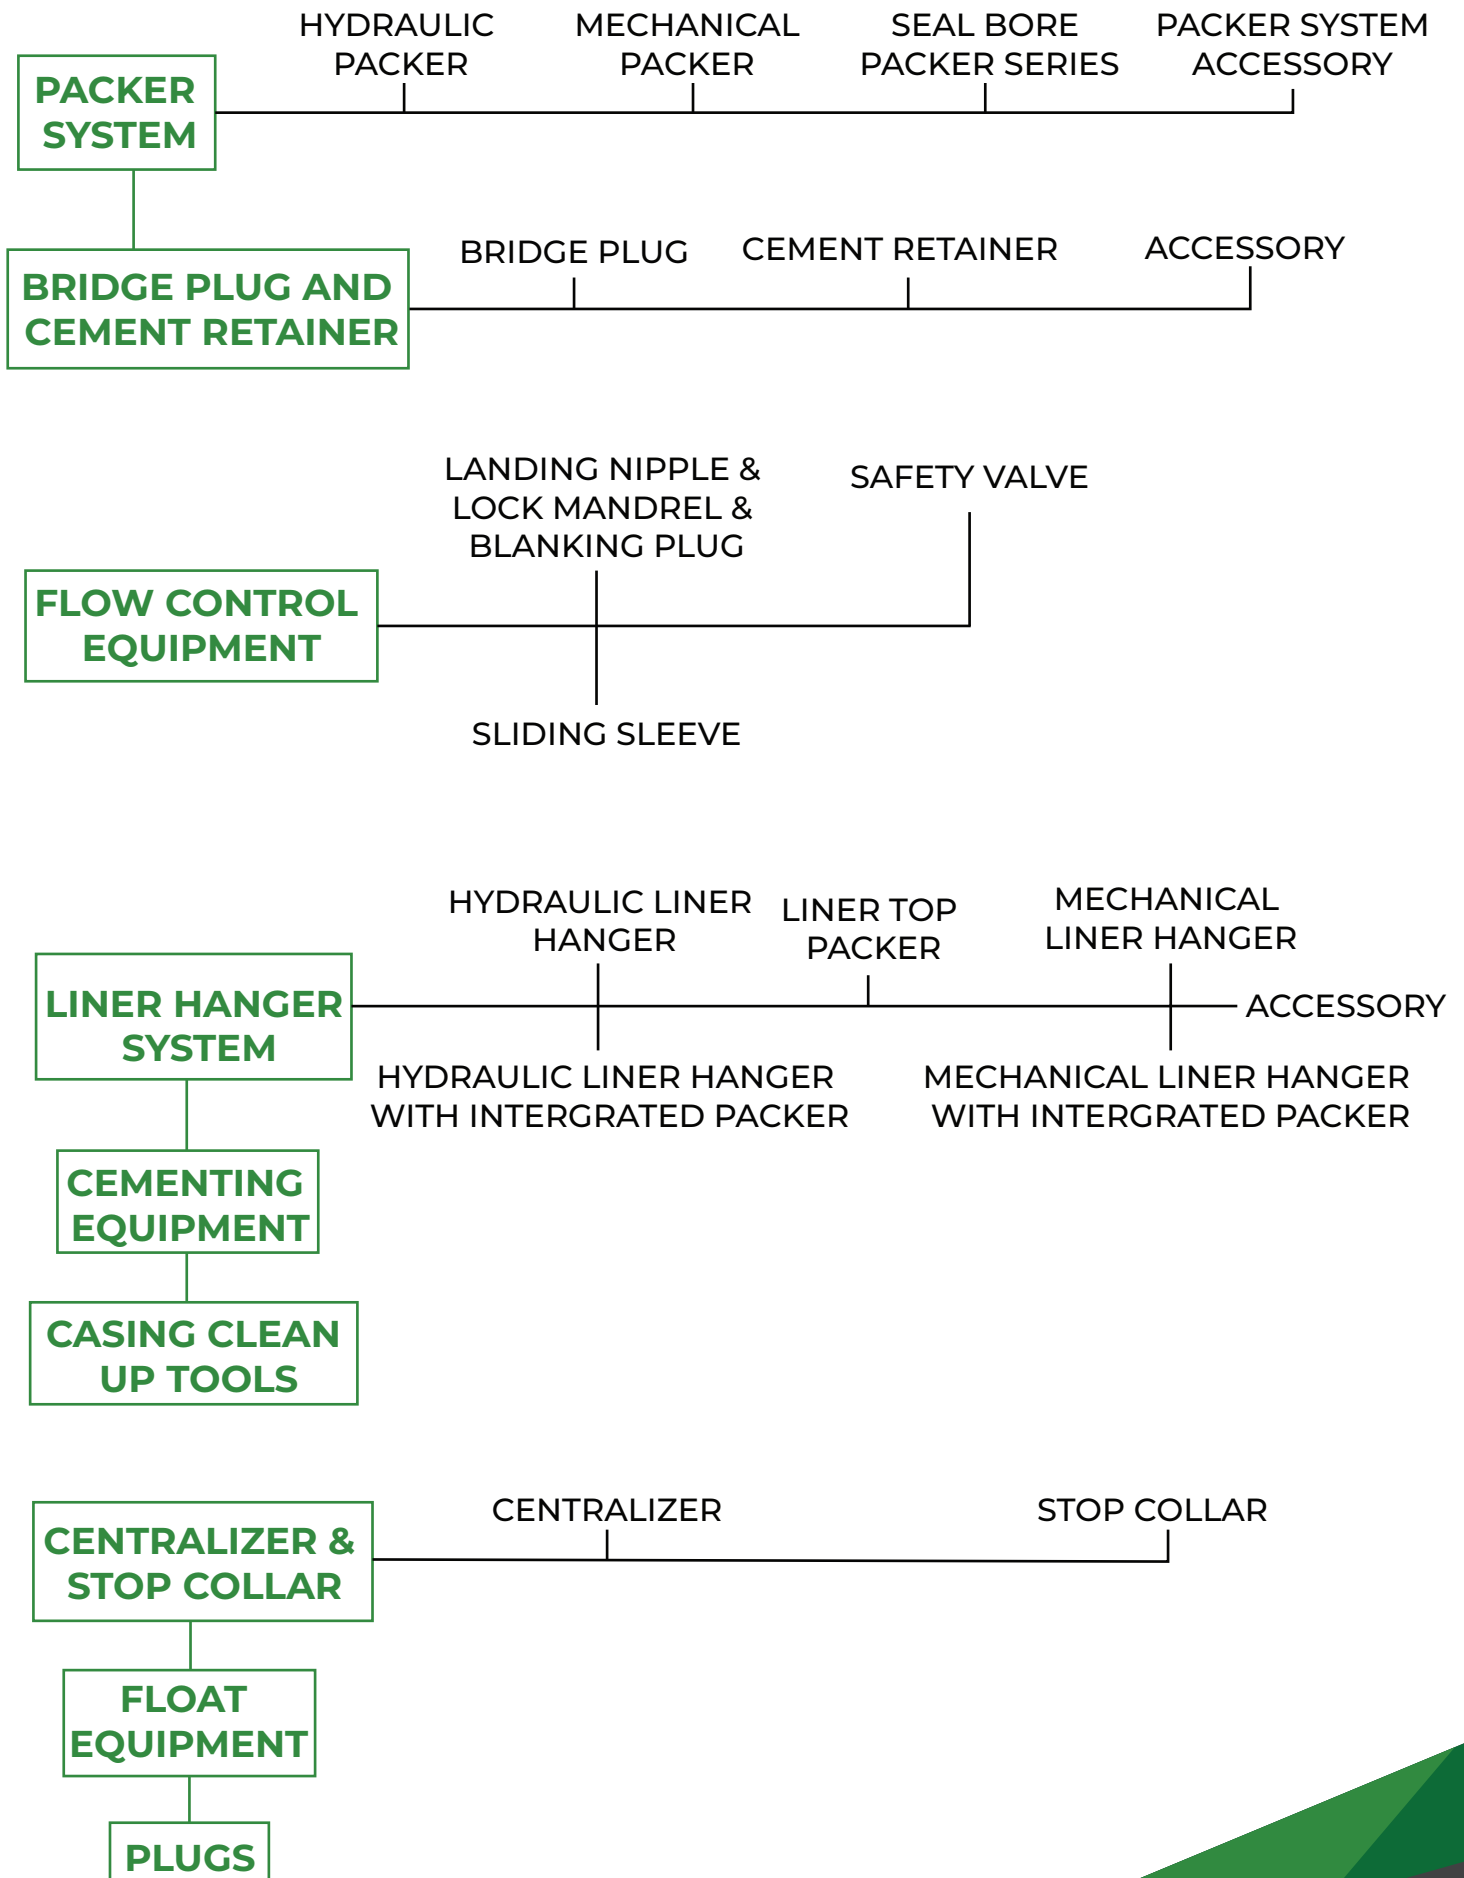 HYDRAULIC
PACKER
MECHANICAL
PACKER
SEAL BORE
PACKER SERIES
PACKER SYSTEM
ACCESSORY
PACKER
SYSTEM
BRIDGE PLUG
CEMENT RETAINER
ACCESSORY
BRIDGE PLUG AND
CEMENT RETAINER
LANDING NIPPLE &
LOCK MANDREL &
BLANKING PLUG
SAFETY VALVE
FLOW CONTROL
EQUIPMENT
SLIDING SLEEVE
HYDRAULIC LINER
HANGER
LINER TOP
PACKER
MECHANICAL
LINER HANGER
LINER HANGER
SYSTEM
ACCESSORY
HYDRAULIC LINER HANGER
WITH INTERGRATED PACKER
MECHANICAL LINER HANGER
WITH INTERGRATED PACKER
CEMENTING
EQUIPMENT
CASING CLEAN
UP TOOLS
CENTRALIZER
STOP COLLAR
CENTRALIZER &
STOP COLLAR
FLOAT
EQUIPMENT
PLUGS